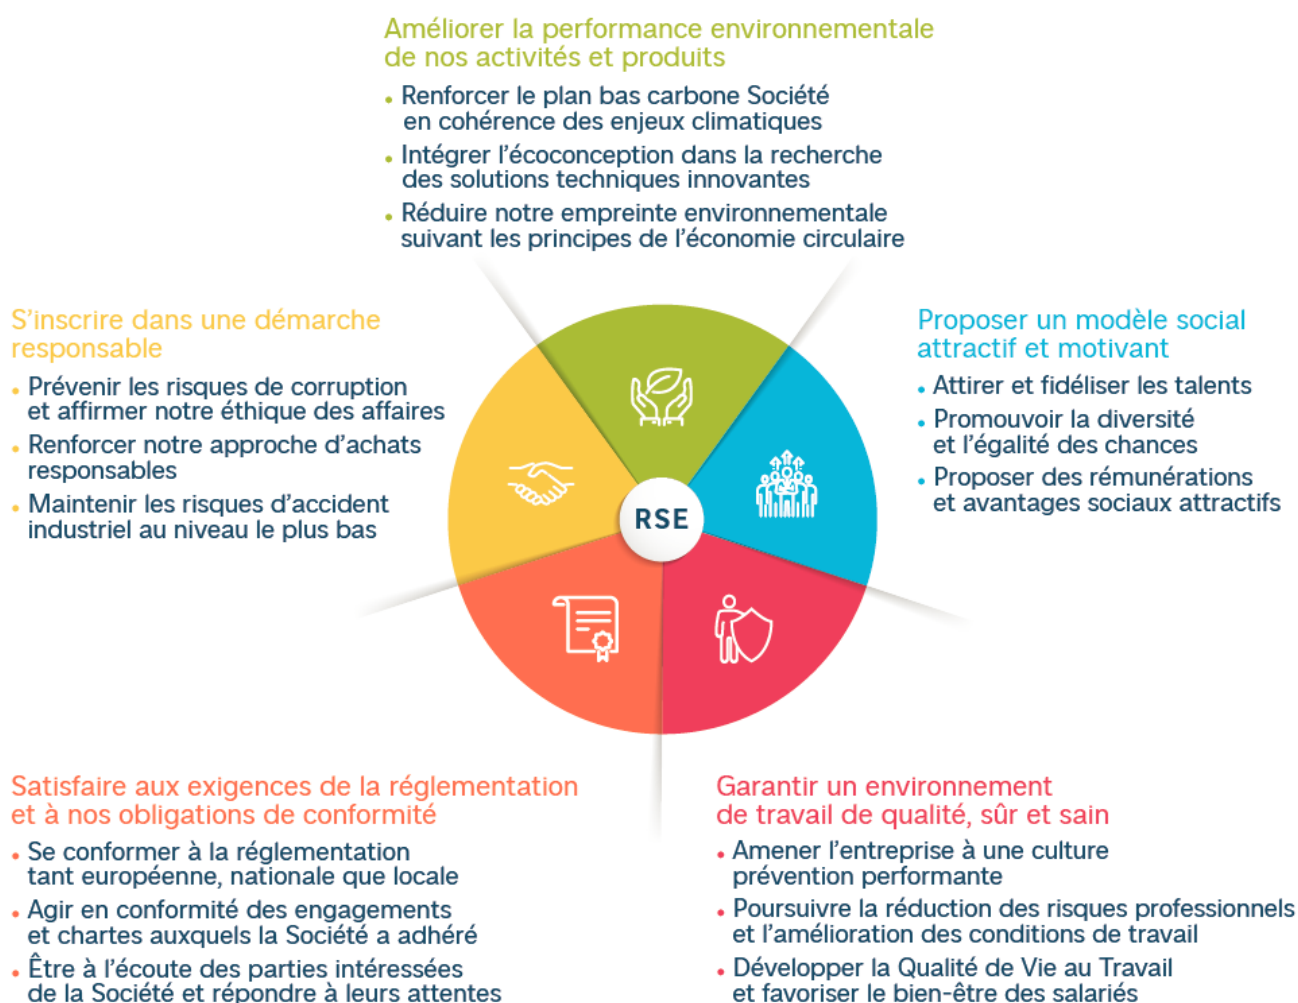 Améliorer la performance environnementale
de nos activités et produits
• Renforcer le plan bas carbone Société
en cohérence des enjeux climatiques
• Intégrer l’écoconception dans la recherche
des solutions techniques innovantes
• Réduire notre empreinte environnementale
suivant les principes de l’économie circulaire
S’inscrire dans une démarche
responsable
• Prévenir les risques de corruption
et affirmer notre éthique des affaires
• Renforcer notre approche d’achats
responsables
• Maintenir les risques d’accident
industriel au niveau le plus bas
RSE
Proposer un modèle social
attractif et motivant
• Attirer et fidéliser les talents
• Promouvoir la diversité
et l’égalité des chances
• Proposer des rémunérations
et avantages sociaux attractifs
Satisfaire aux exigences de la réglementation
et à nos obligations de conformité
• Se conformer à la réglementation
tant européenne, nationale que locale
• Agir en conformité des engagements
et chartes auxquels la Société a adhéré
• Être à l’écoute des parties intéressées
de la Société et répondre à leurs attentes
Garantir un environnement
de travail de qualité, sûr et sain
• Amener l’entreprise à une culture
prévention performante
• Poursuivre la réduction des risques professionnels
et l’amélioration des conditions de travail
• Développer la Qualité de Vie au Travail
et favoriser le bien-être des salariés